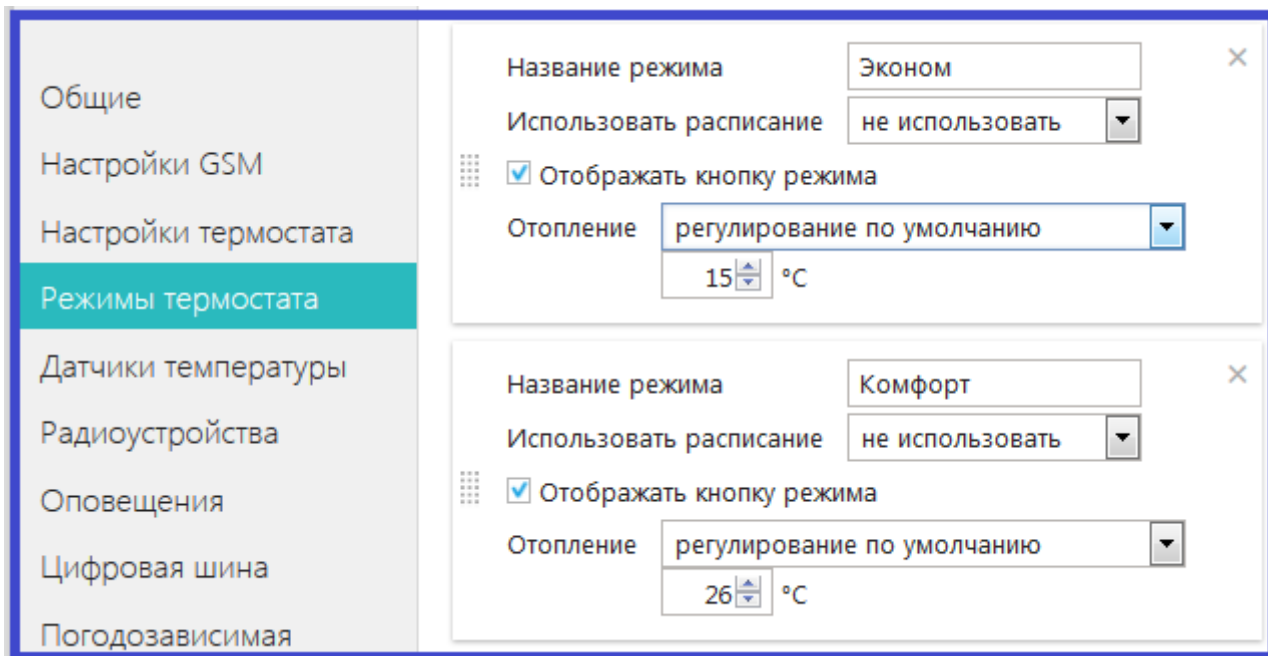 Общие
Настройки GSM
Настройки термостата
Режимы термостата
Датчики температуры
Радиоустройства
Оповещения
Цифровая шина
Погодозависимая
Название режима Эконом
Использовать расписание не использовать
Отображать кнопку режима
Отопление регулирование по умолчанию
15 °C
Название режима Комфорт
Использовать расписание не использовать
Отображать кнопку режима
Отопление регулирование по умолчанию
26 °C